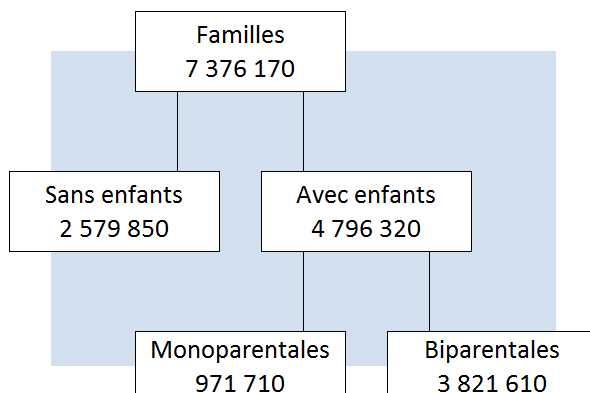 Familles
7 376 170
Sans enfants
2 579 850
Avec enfants
4 796 320
Monoparentales
971 710
Biparentales
3 821 610